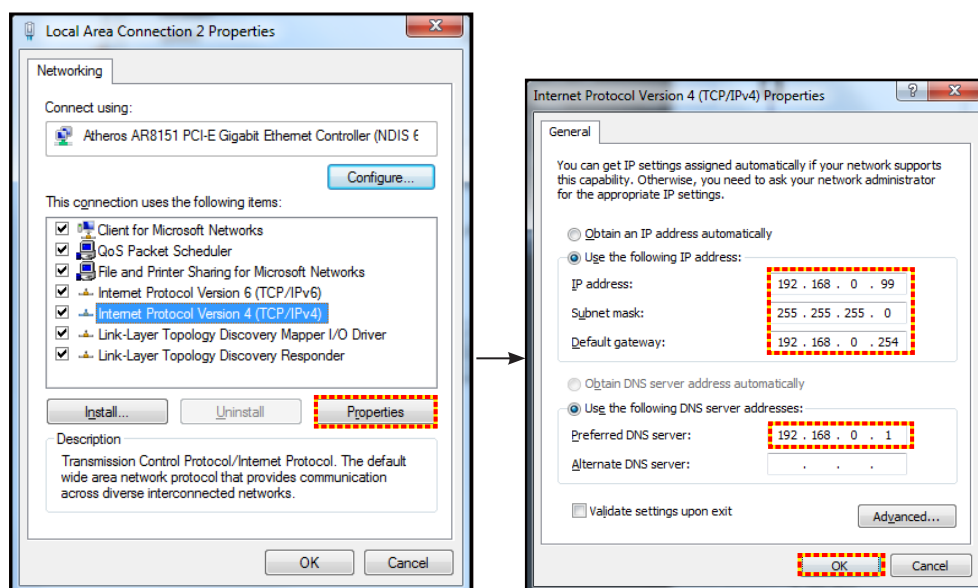 Local Area Connection 2 Properties
Networking
Connect using:
Atheros AR8151 PCI-E Gigabit Ethernet Controller (NDIS 6
Configure...
This connection uses the following items:
Client for Microsoft Networks
QoS Packet Scheduler
File and Printer Sharing for Microsoft Networks
Internet Protocol Version 6 (TCP/IPv6)
Internet Protocol Version 4 (TCP/IPv4)
Link-Layer Topology Discovery Mapper I/O Driver
Link-Layer Topology Discovery Responder
Install...
Uninstall
Properties
Description
Transmission Control Protocol/Internet Protocol. The default
wide area network protocol that provides communication
across diverse interconnected networks.
OK
Cancel
Internet Protocol Version 4 (TCP/IPv4) Properties
General
You can get IP settings assigned automatically if your network supports
this capability. Otherwise, you need to ask your network administrator
for the appropriate IP settings.
Obtain an IP address automatically
Use the following IP address:
IP address: 192 . 168 . 0 . 99
Subnet mask: 255 . 255 . 255 . 0
Default gateway: 192 . 168 . 0 . 254
Obtain DNS server address automatically
Use the following DNS server addresses:
Preferred DNS server: 192 . 168 . 0 . 1
Alternate DNS server: . . .
Validate settings upon exit
Advanced...
OK
Cancel